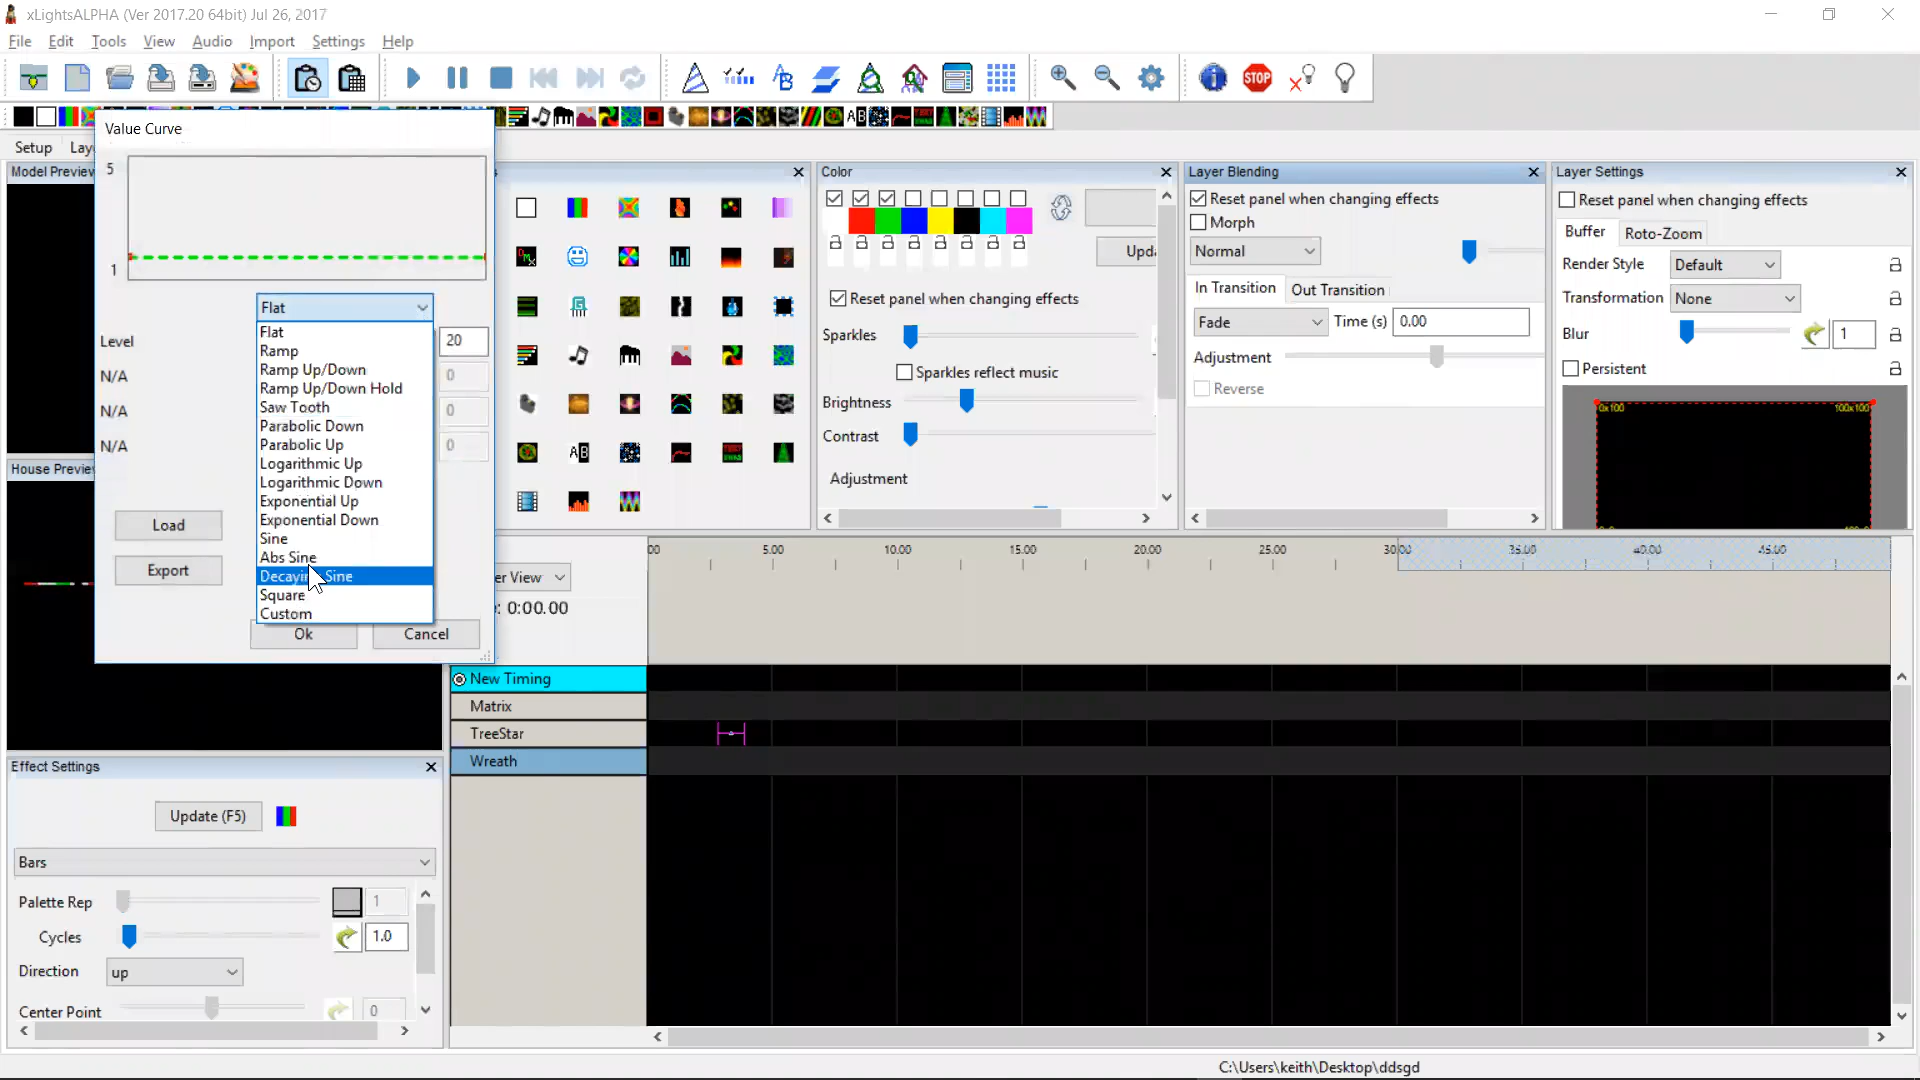 xLightsALPHA (Ver 2017.20 64bit) Jul 26, 2017
File Edit Tools View Audio Import Settings Help
Value Curve
5
1
Flat
Flat
Ramp
Ramp Up/Down
Ramp Up/Down Hold
Saw Tooth
Parabolic Down
Parabolic Up
Logarithmic Up
Logarithmic Down
Exponential Up
Exponential Down
Sine
Abs Sine
Decaying Sine
Square
Custom
Level 20
N/A 0
N/A 0
N/A 0
Load
Export
Ok Cancel
Setup
Model Preview
House Preview
Color
Reset panel when changing effects
Sparkles
Sparkles reflect music
Brightness
Contrast
Adjustment
Layer Blending
Reset panel when changing effects
Morph
Normal
In Transition Out Transition
Fade Time (s) 0.00
Adjustment
Reverse
Layer Settings
Reset panel when changing effects
Buffer Roto-Zoom
Render Style Default
Transformation None
Blur 1
Persistent
0x100 100x100
er View
: 0:00.00
00 5.00 10.00 15.00 20.00 25.00 30.00 35.00 40.00 45.00
New Timing
Matrix
TreeStar
Wreath
Effect Settings
Update (F5)
Bars
Palette Rep 1
Cycles 1.0
Direction up
Center Point 0
C:\Users\keith\Desktop\ddsgd